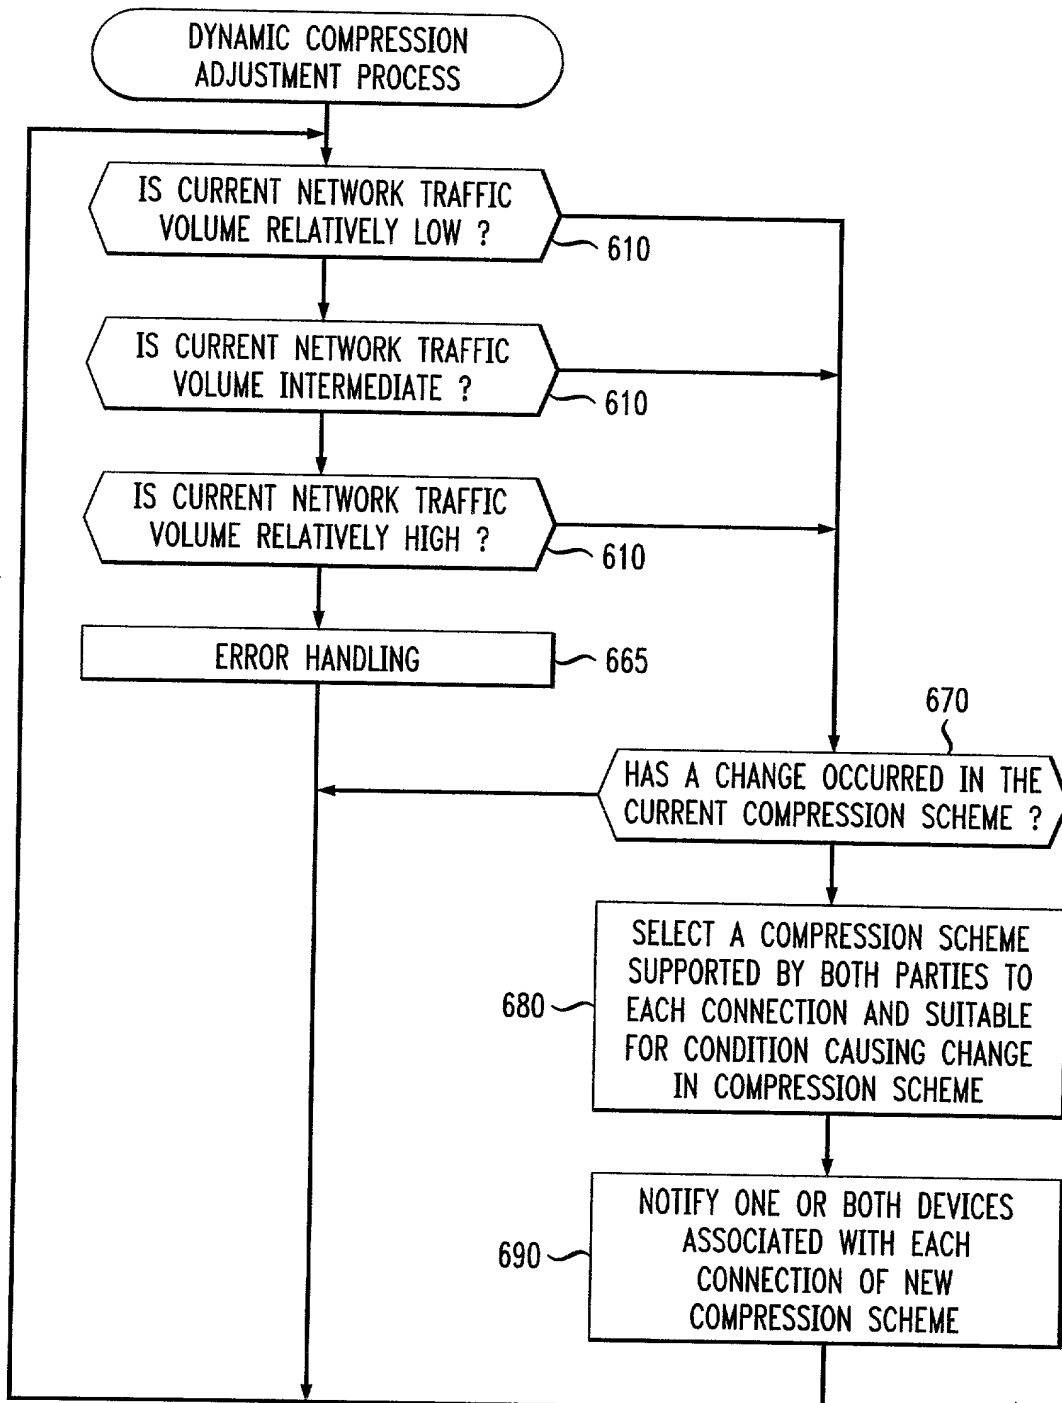 DYNAMIC COMPRESSION
ADJUSTMENT PROCESS
IS CURRENT NETWORK TRAFFIC
VOLUME RELATIVELY LOW ?
610
IS CURRENT NETWORK TRAFFIC
VOLUME INTERMEDIATE ?
610
IS CURRENT NETWORK TRAFFIC
VOLUME RELATIVELY HIGH ?
610
ERROR HANDLING
665
670
HAS A CHANGE OCCURRED IN THE
CURRENT COMPRESSION SCHEME ?
SELECT A COMPRESSION SCHEME
SUPPORTED BY BOTH PARTIES TO
EACH CONNECTION AND SUITABLE
FOR CONDITION CAUSING CHANGE
IN COMPRESSION SCHEME
680
NOTIFY ONE OR BOTH DEVICES
ASSOCIATED WITH EACH
CONNECTION OF NEW
COMPRESSION SCHEME
690